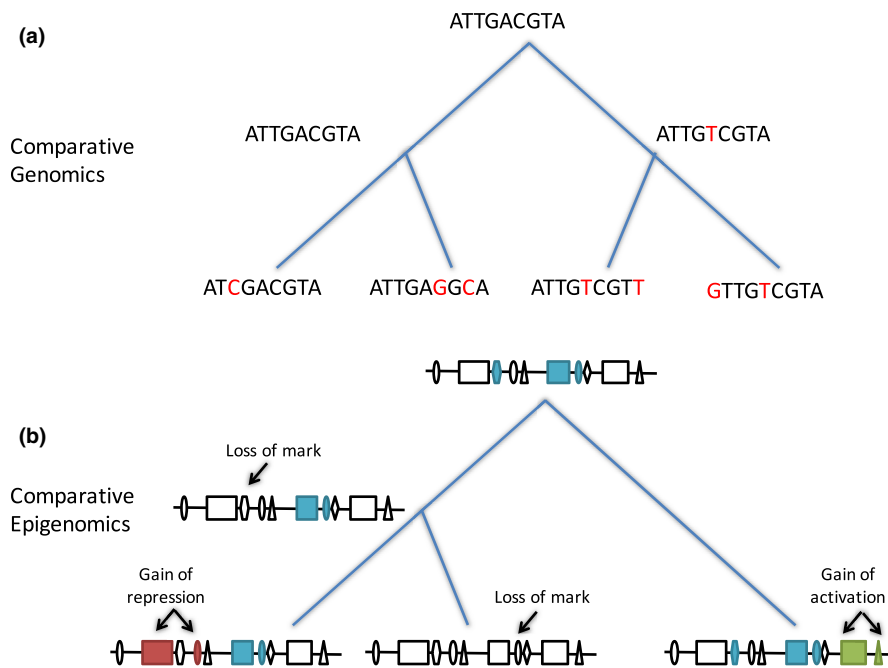 (a)
ATTGACGTA
Comparative
Genomics
ATTGACGTA
ATTGTCGTA
ATCGACGTA
ATTGAGGCA
ATTGTCGTT
GTTGTCGTA
(b)
Comparative
Epigenomics
Loss of mark
Gain of
repression
Loss of mark
Gain of
activation